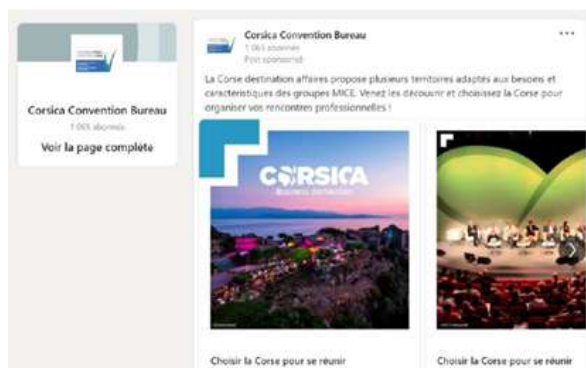 Corsica Convention Bureau
1 065 abonnés
Voir la page complète
Corsica Convention Bureau
1 065 abonnés
Post sponsorisé
La Corse destination affaires propose plusieurs territoires adaptés aux besoins et
caractéristiques des groupes MICE. Venez les découvrir et choisissez la Corse pour
organiser vos rencontres professionnelles !
CORSICA
Business destination
Choisir la Corse pour se réunir
Choisir la Corse pour se réunir